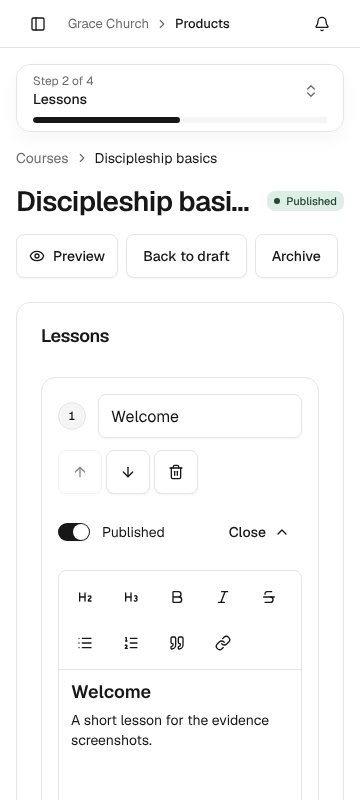 Grace Church > Products
Step 2 of 4
Lessons
Courses > Discipleship basics
Discipleship basi...
Published
Preview
Back to draft
Archive
Lessons
1
Welcome
Published
Close
H2
H3
B
I
S
Welcome
A short lesson for the evidence
screenshots.